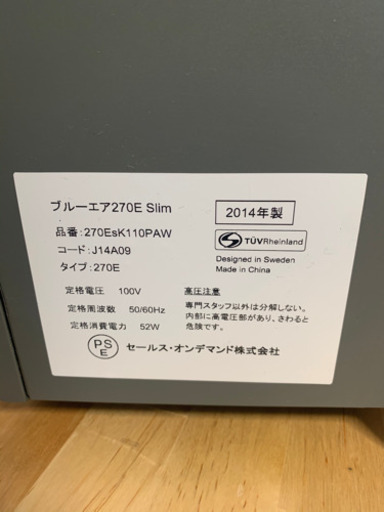 ブルーエア270E Slim
2014年製
品番:270EsK110PAW
コード:J14A09
タイプ:270E
TÜVRheinland
Designed in Sweden
Made in China
定格電圧 100V
定格周波数 50/60Hz
定格消費電力 52W
高圧注意
専門スタッフ以外は分解しない。
内部に高電圧部があり、さわると
危険です。
PS
E
セールス・オンデマンド株式会社